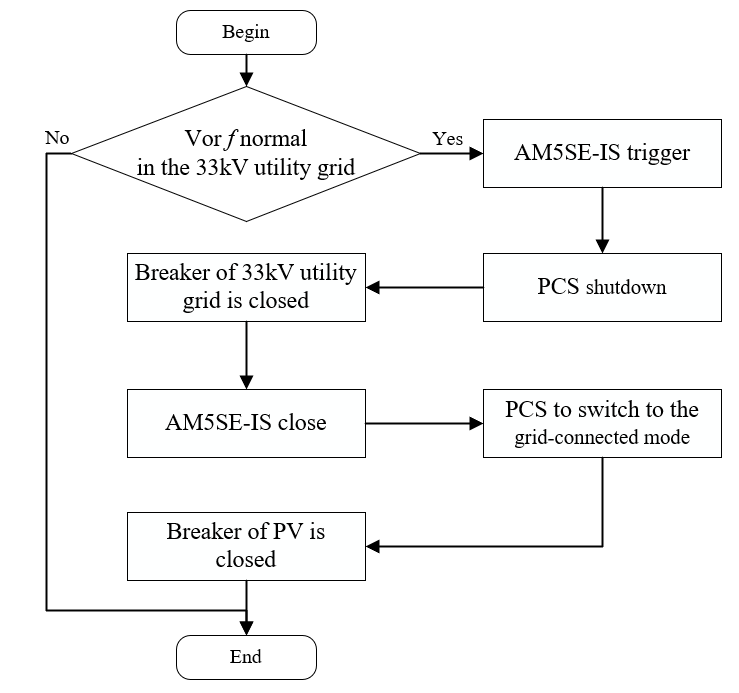 Begin
No
Vor f normal
in the 33kV utility grid
Yes
AM5SE-IS trigger
Breaker of 33kV utility
grid is closed
PCS shutdown
AM5SE-IS close
PCS to switch to the
grid-connected mode
Breaker of PV is
closed
End